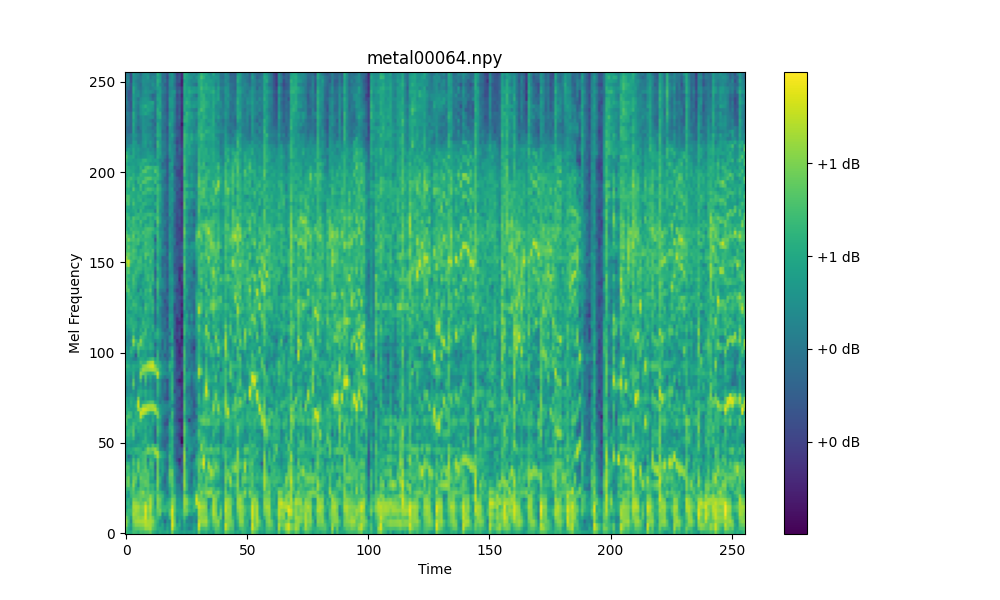 metal00064.npy
250
200
150
100
50
0
Mel Frequency
0 50 100 150 200 250
Time
+1 dB
+1 dB
+0 dB
+0 dB